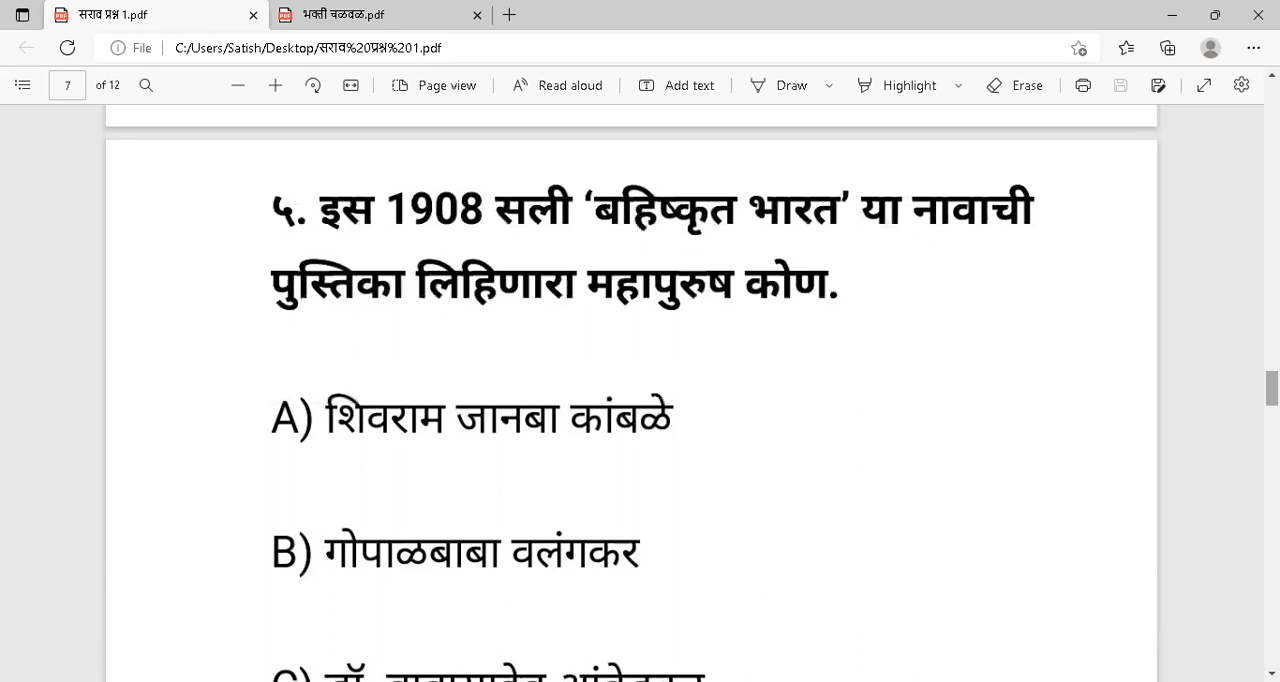 सराव प्रश्न 1.pdf
भक्ती चळवळ.pdf
File
C:/Users/Satish/Desktop/सराव%20प्रश्न%201.pdf
7 of 12
Page view
Read aloud
Add text
Draw
Highlight
Erase
५. इस 1908 सली ‘बहिष्कृत भारत’ या नावाची
पुस्तिका लिहिणारा महापुरुष कोण.
A) शिवराम जानबा कांबळे
B) गोपाळबाबा वलंगकर
C) डॉ. बाबासाहेब आंबेडकर